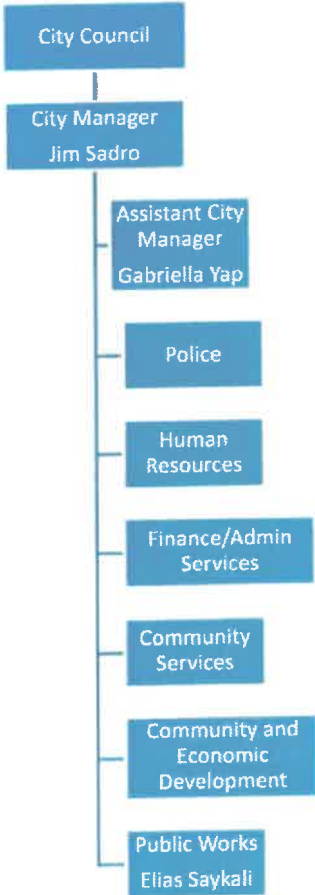 City Council
City Manager
Jim Sadro
Assistant City
Manager
Gabriella Yap
Police
Human
Resources
Finance/Admin
Services
Community
Services
Community and
Economic
Development
Public Works
Elias Saykali